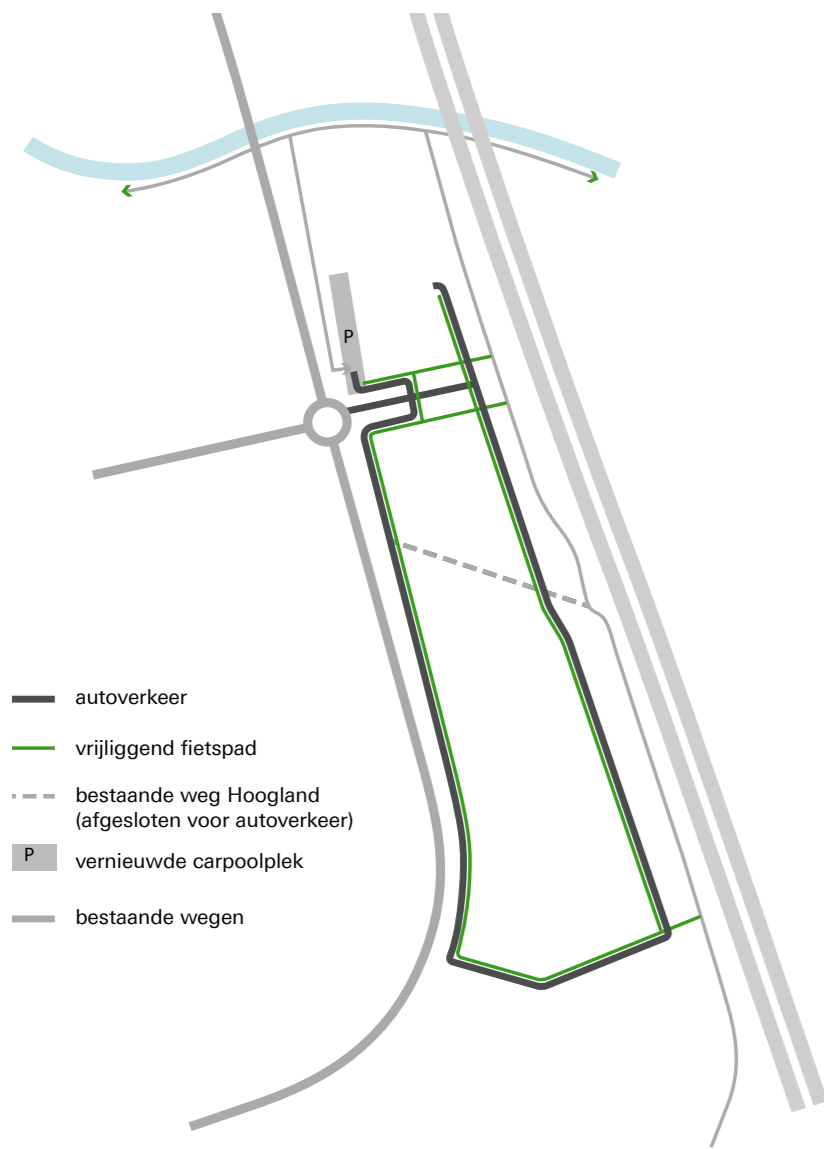 P
autoverkeer
vrijliggend fietspad
bestaande weg Hoogland
(afgesloten voor autoverkeer)
P
vernieuwde carpoolplek
bestaande wegen